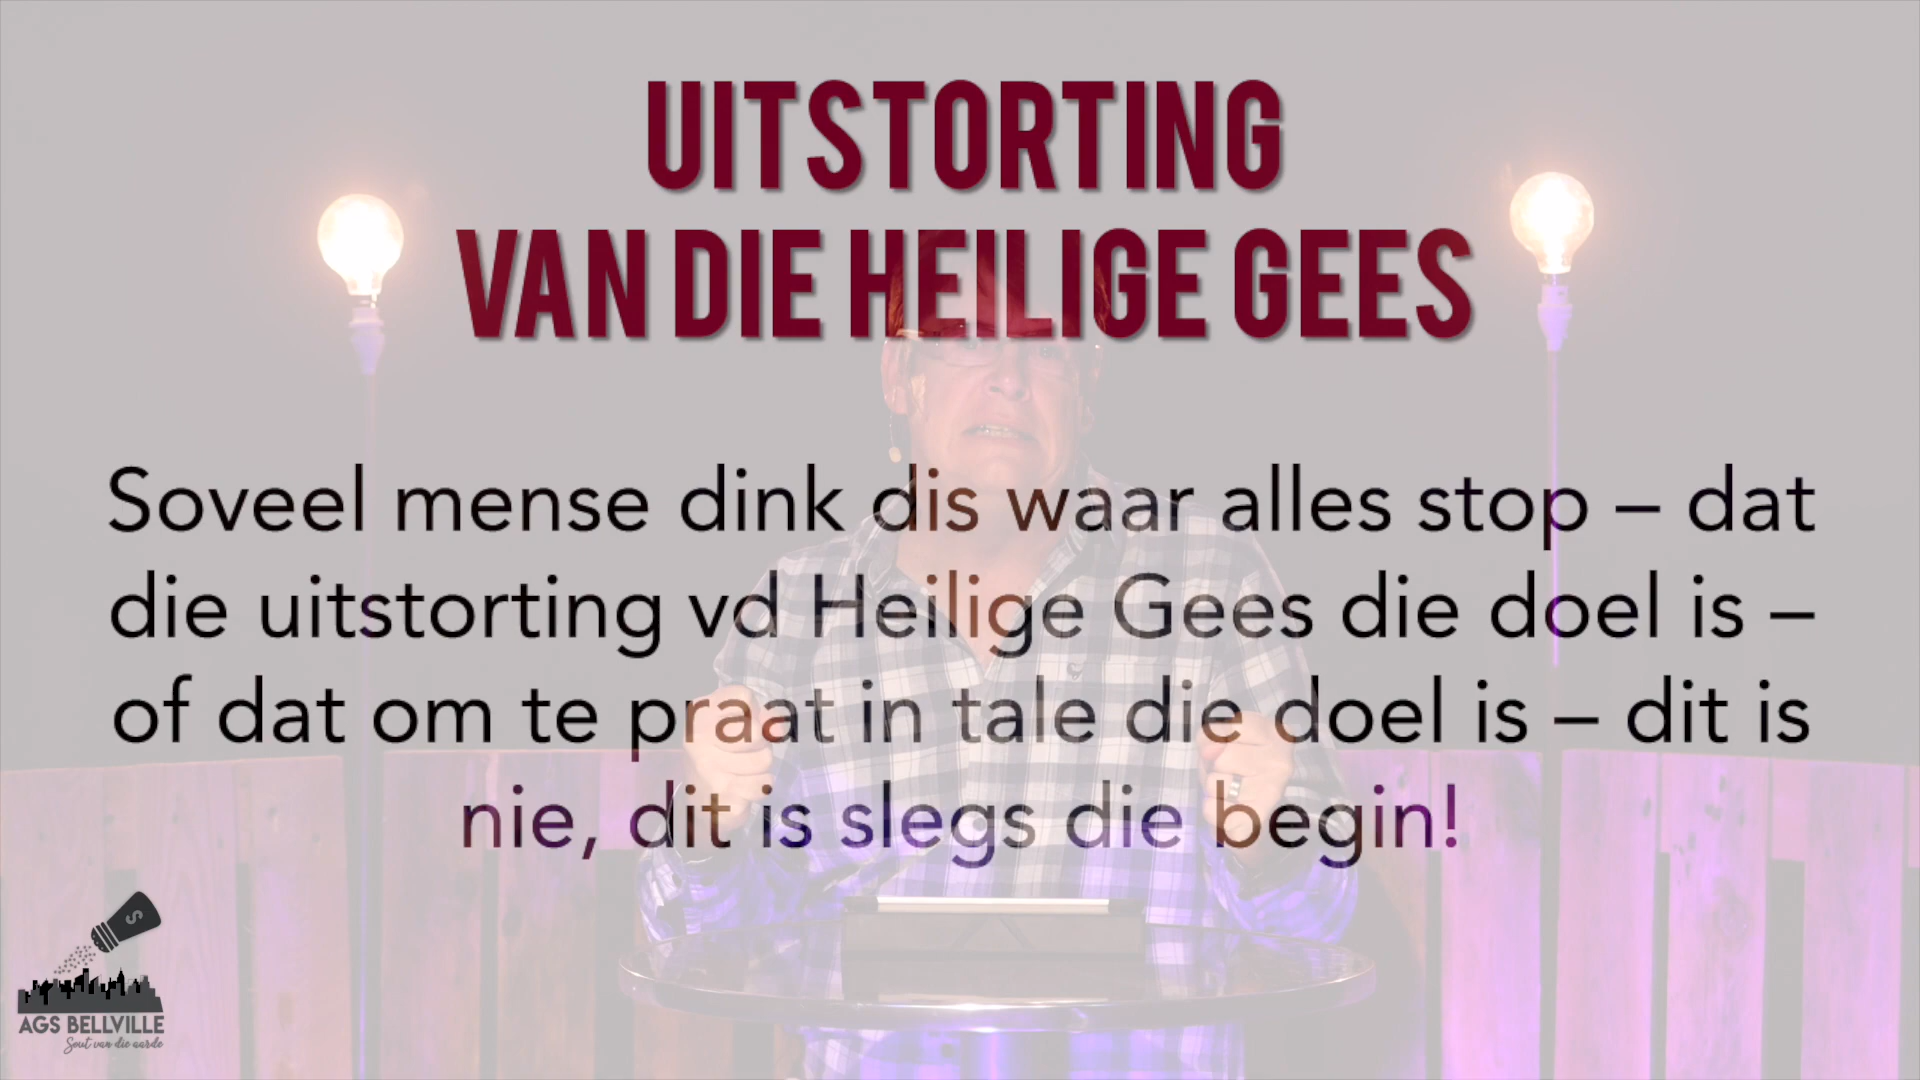 UITSTORTING
VAN DIE HEILIGE GEES
Soveel mense dink dis waar alles stop – dat
die uitstorting vd Heilige Gees die doel is –
of dat om te praat in tale die doel is – dit is
nie, dit is slegs die begin!
S
AGS BELLVILLE
Sout van die aarde